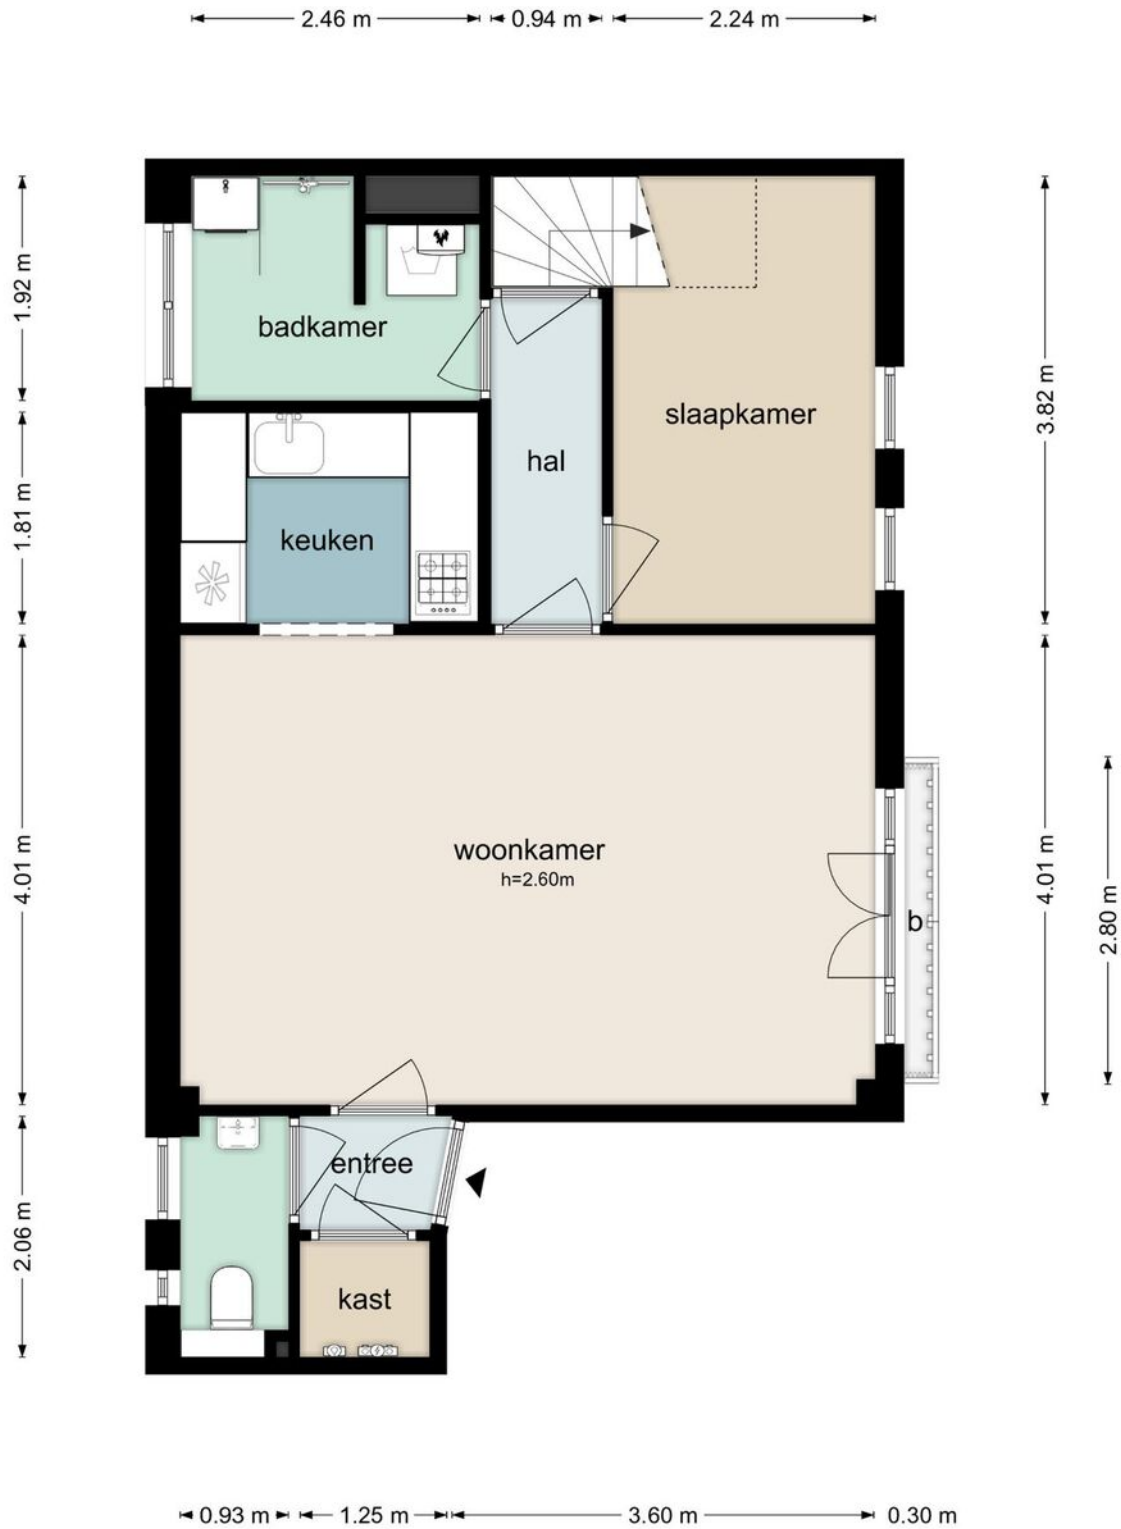 2.46 m
0.94 m
2.24 m
1.92 m
badkamer
3.82 m
slaapkamer
hal
1.81 m
keuken
woonkamer
h=2.60m
4.01 m
4.01 m
b
2.80 m
entree
2.06 m
kast
0.93 m
1.25 m
3.60 m
0.30 m